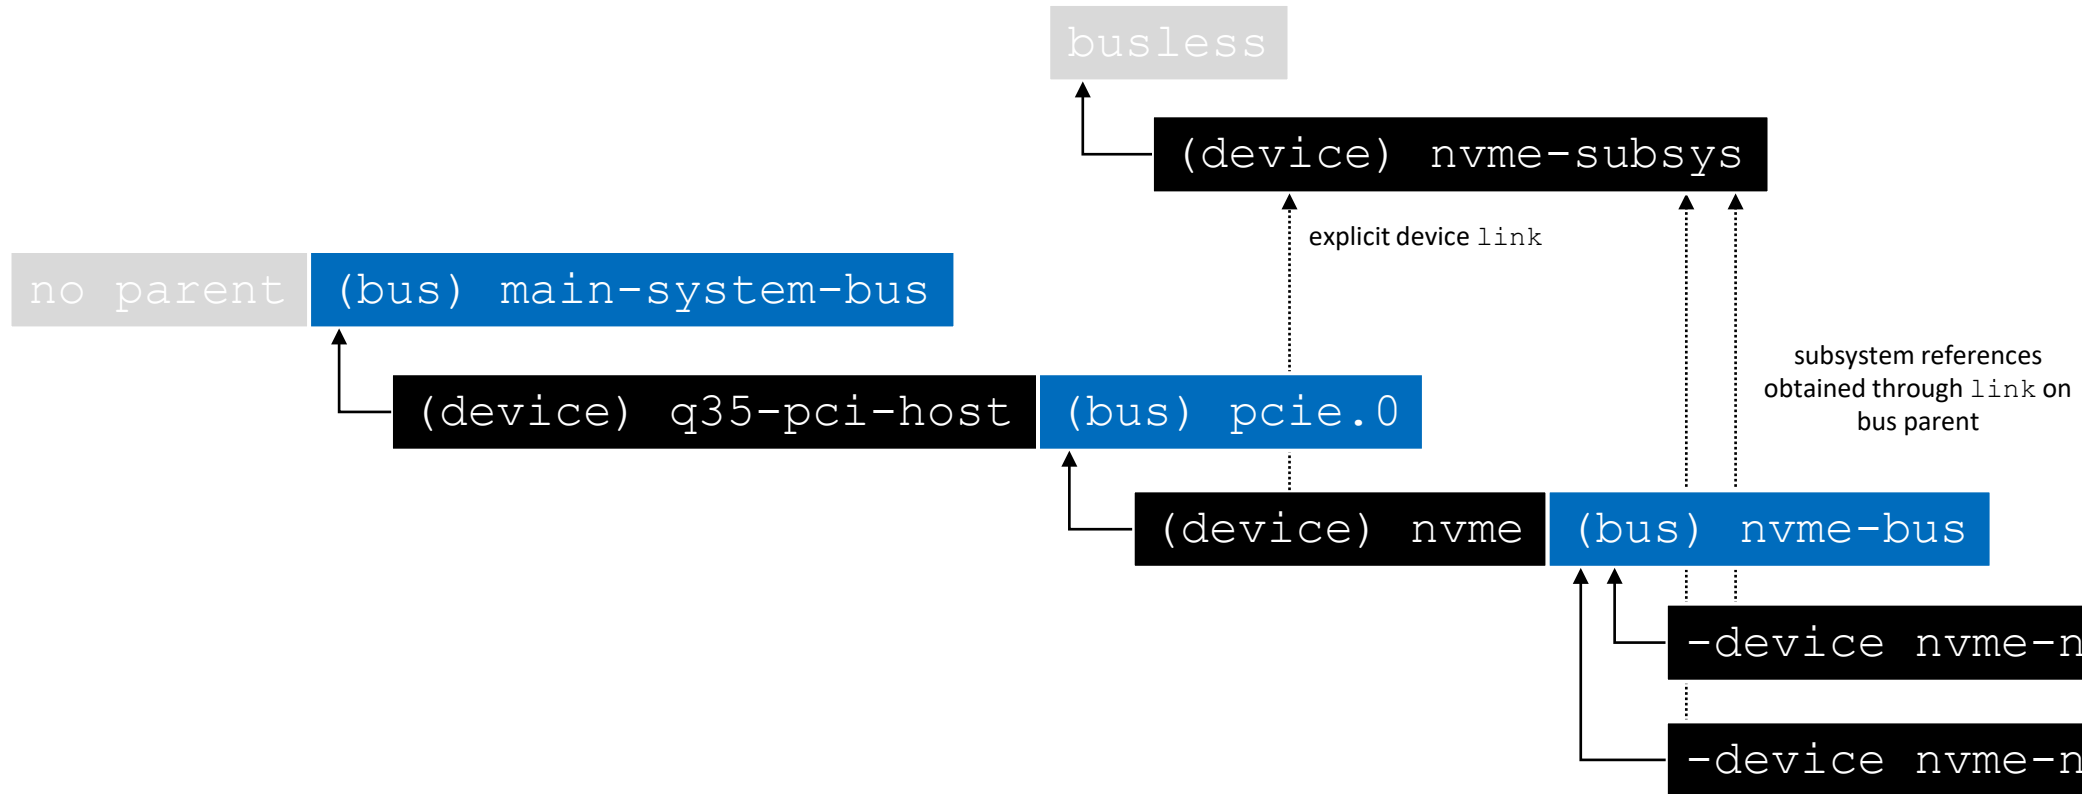 busless
(device) nvme-subsys
explicit device link
no parent (bus) main-system-bus
subsystem references
obtained through link on
bus parent
(device) q35-pci-host (bus) pcie.0
(device) nvme (bus) nvme-bus
-device nvme-n
-device nvme-n